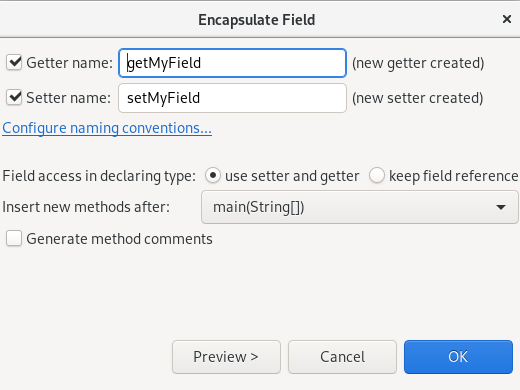 Encapsulate Field
Getter name: getMyField (new getter created)
Setter name: setMyField (new setter created)
Configure naming conventions...
Field access in declaring type: use setter and getter keep field reference
Insert new methods after: main(String[])
Generate method comments
Preview > Cancel OK